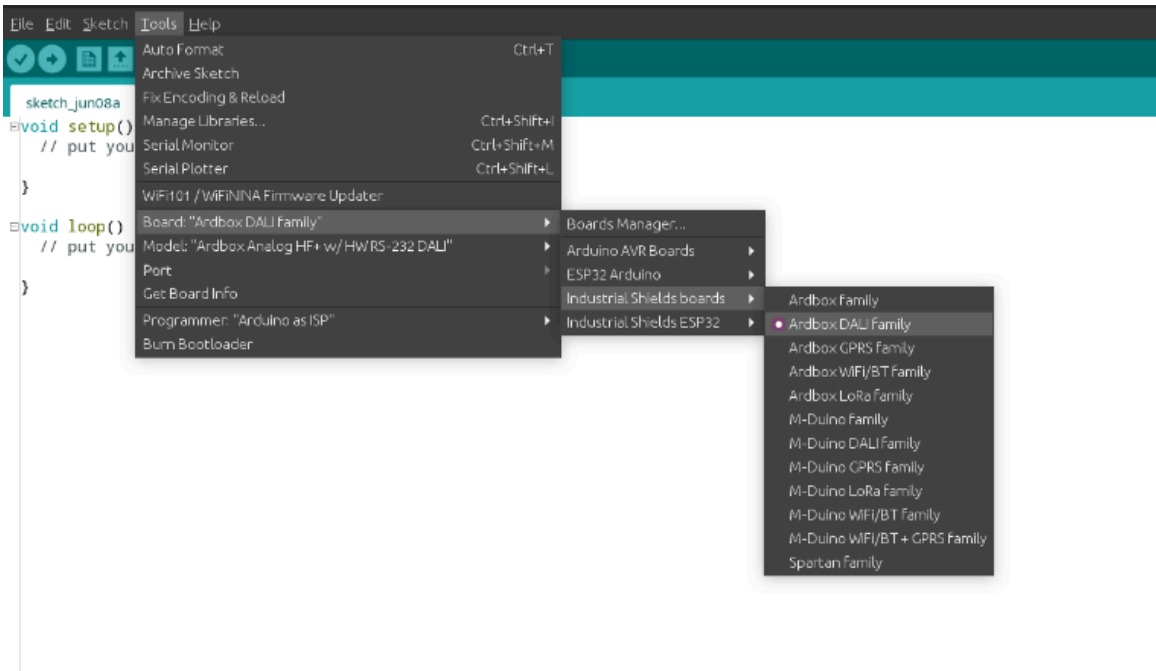 File Edit Sketch Tools Help
sketch_jun08a
void setup()
// put you
}
void loop()
// put you
}
Auto Format Ctrl+T
Archive Sketch
Fix Encoding & Reload
Manage Libraries... Ctrl+Shift+I
Serial Monitor Ctrl+Shift+M
Serial Plotter Ctrl+Shift+L
WiFi101 / WiFiNINA Firmware Updater
Board: "Ardbox DALI family"
Model: "Ardbox Analog HF+ w/ HW RS-232 DALI"
Port
Get Board Info
Programmer: "Arduino as ISP"
Burn Bootloader
Boards Manager...
Arduino AVR Boards
ESP32 Arduino
Industrial Shields boards
Industrial Shields ESP32
Ardbox family
Ardbox DALI family
Ardbox GPRS family
Ardbox WiFi/BT family
Ardbox LoRa family
M-Duino family
M-Duino DALI family
M-Duino GPRS family
M-Duino LoRa family
M-Duino WiFi/BT family
M-Duino WiFi/BT + GPRS family
Spartan family